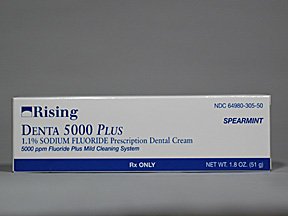 Rising
NDC 64980-305-50
DENTA 5000 PLUS
SPEARMINT
1.1% SODIUM FLUORIDE Prescription Dental Cream
5000 ppm Fluoride Plus Mild Cleaning System
Rx ONLY
NET WT. 1.8 OZ. (51 g)